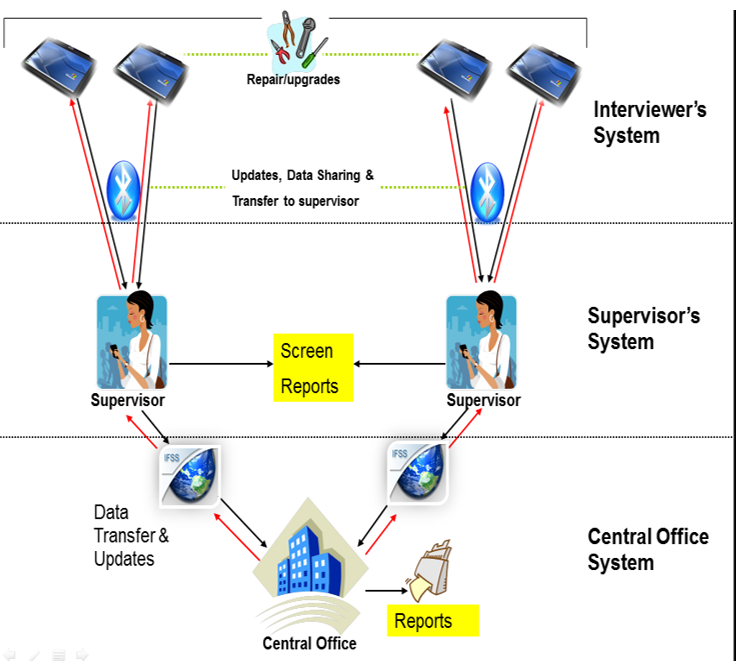 Repair/upgrades
Interviewer's
System
Updates, Data Sharing &
Transfer to supervisor
Supervisor's
System
Screen
Reports
Supervisor
Supervisor
IFSS
IFSS
Data
Transfer &
Updates
Central Office
System
Reports
Central Office